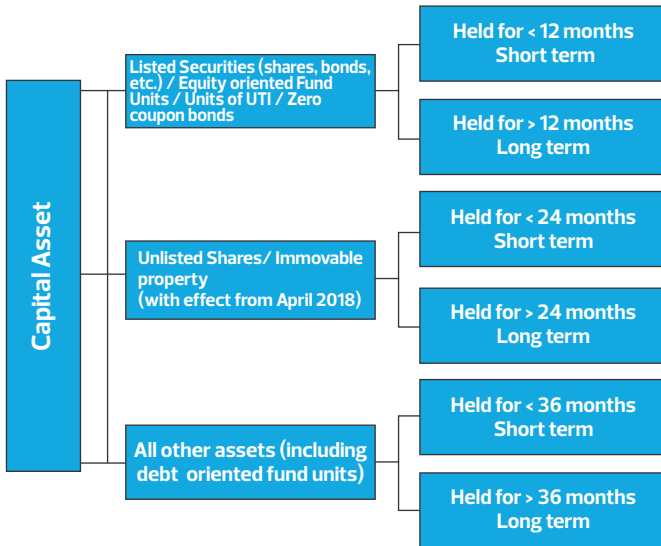 Capital Asset
Listed Securities (shares, bonds,
etc.) / Equity oriented Fund
Units / Units of UTI / Zero
coupon bonds
Held for < 12 months
Short term
Held for > 12 months
Long term
Unlisted Shares/ Immovable
property
(with effect from April 2018)
Held for < 24 months
Short term
Held for > 24 months
Long term
All other assets (including
debt oriented fund units)
Held for < 36 months
Short term
Held for > 36 months
Long term